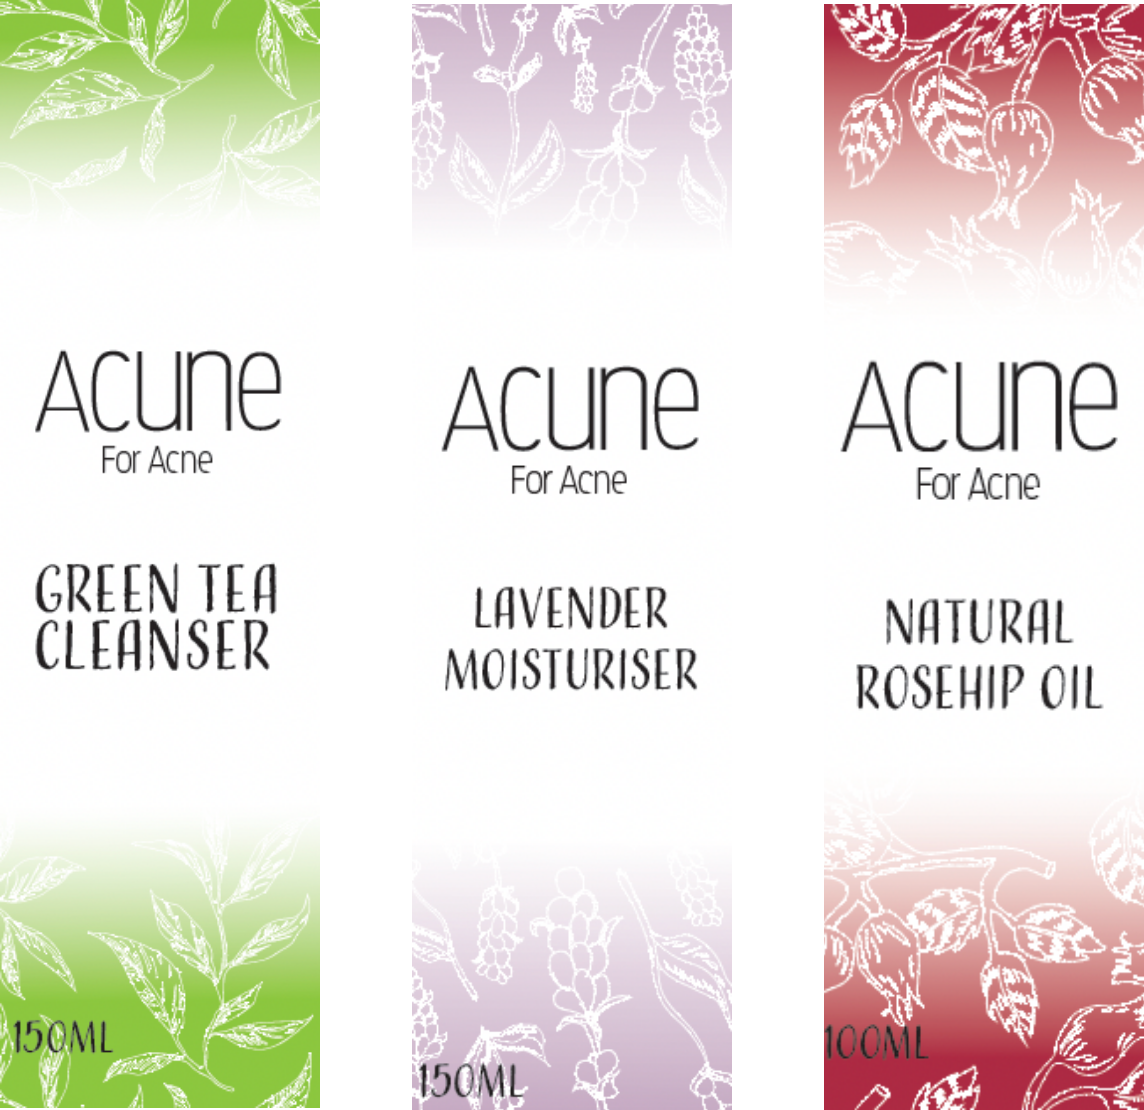 Acune
For Acne
GREEN TEA
CLEANSER
150ML
Acune
For Acne
LAVENDER
MOISTURISER
150ML
Acune
For Acne
NATURAL
ROSEHIP OIL
100ML